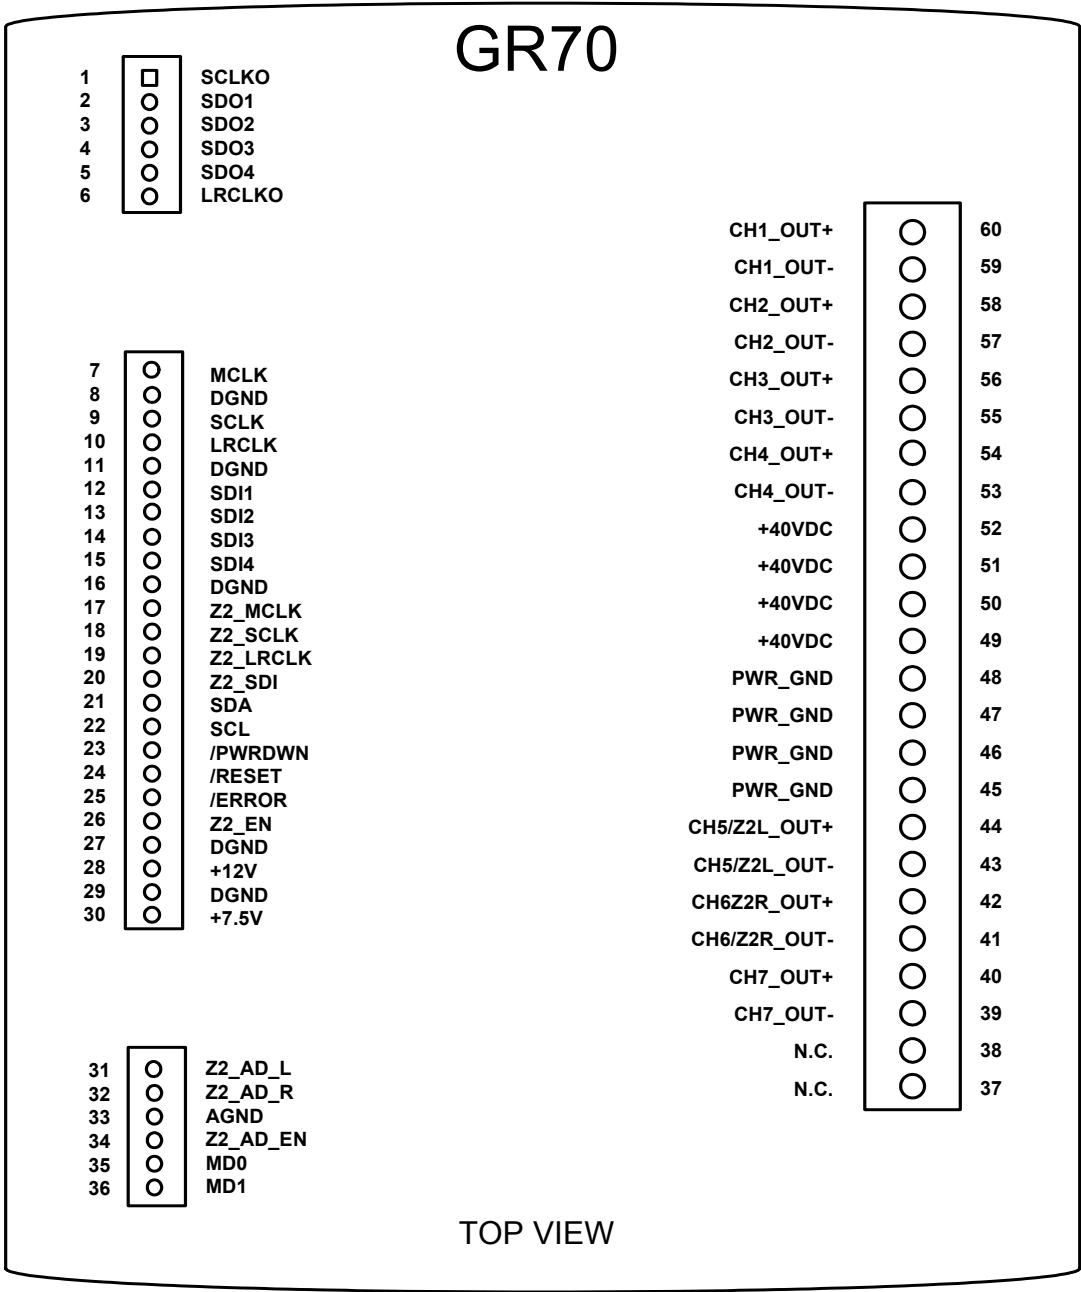 GR70
1 SCLKO
2 SDO1
3 SDO2
4 SDO3
5 SDO4
6 LRCLKO
CH1_OUT+ 60
CH1_OUT- 59
CH2_OUT+ 58
CH2_OUT- 57
CH3_OUT+ 56
CH3_OUT- 55
CH4_OUT+ 54
CH4_OUT- 53
+40VDC 52
+40VDC 51
+40VDC 50
+40VDC 49
PWR_GND 48
PWR_GND 47
PWR_GND 46
PWR_GND 45
CH5/Z2L_OUT+ 44
CH5/Z2L_OUT- 43
CH6Z2R_OUT+ 42
CH6/Z2R_OUT- 41
CH7_OUT+ 40
CH7_OUT- 39
N.C. 38
N.C. 37
7 MCLK
8 DGND
9 SCLK
10 LRCLK
11 DGND
12 SDI1
13 SDI2
14 SDI3
15 SDI4
16 DGND
17 Z2_MCLK
18 Z2_SCLK
19 Z2_LRCLK
20 Z2_SDI
21 SDA
22 SCL
23 /PWRDWN
24 /RESET
25 /ERROR
26 Z2_EN
27 DGND
28 +12V
29 DGND
30 +7.5V
31 Z2_AD_L
32 Z2_AD_R
33 AGND
34 Z2_AD_EN
35 MD0
36 MD1
TOP VIEW